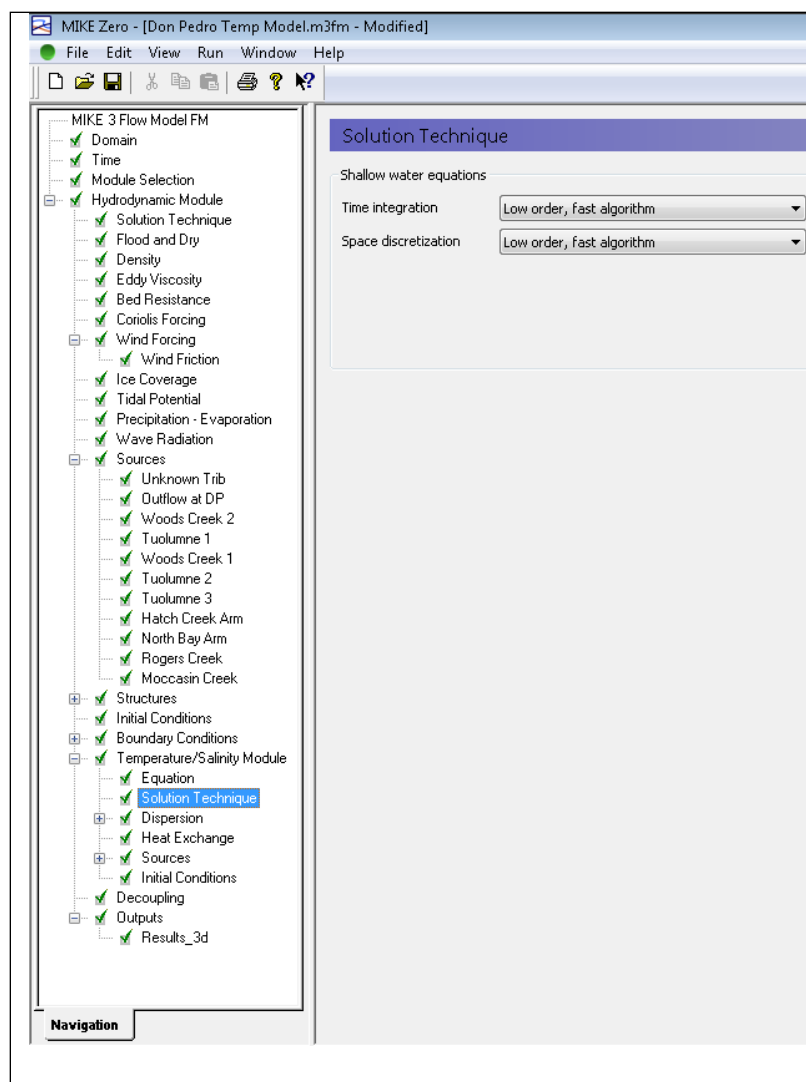 MIKE Zero - [Don Pedro Temp Model.m3fm - Modified]
File Edit View Run Window Help
MIKE 3 Flow Model FM
Domain
Time
Module Selection
Hydrodynamic Module
Solution Technique
Flood and Dry
Density
Eddy Viscosity
Bed Resistance
Coriolis Forcing
Wind Forcing
Wind Friction
Ice Coverage
Tidal Potential
Precipitation - Evaporation
Wave Radiation
Sources
Unknown Trib
Outflow at DP
Woods Creek 2
Tuolumne 1
Woods Creek 1
Tuolumne 2
Tuolumne 3
Hatch Creek Arm
North Bay Arm
Rogers Creek
Moccasin Creek
Structures
Initial Conditions
Boundary Conditions
Temperature/Salinity Module
Equation
Solution Technique
Dispersion
Heat Exchange
Sources
Initial Conditions
Decoupling
Outputs
Results_3d
Navigation
Solution Technique
Shallow water equations
Time integration Low order, fast algorithm
Space discretization Low order, fast algorithm